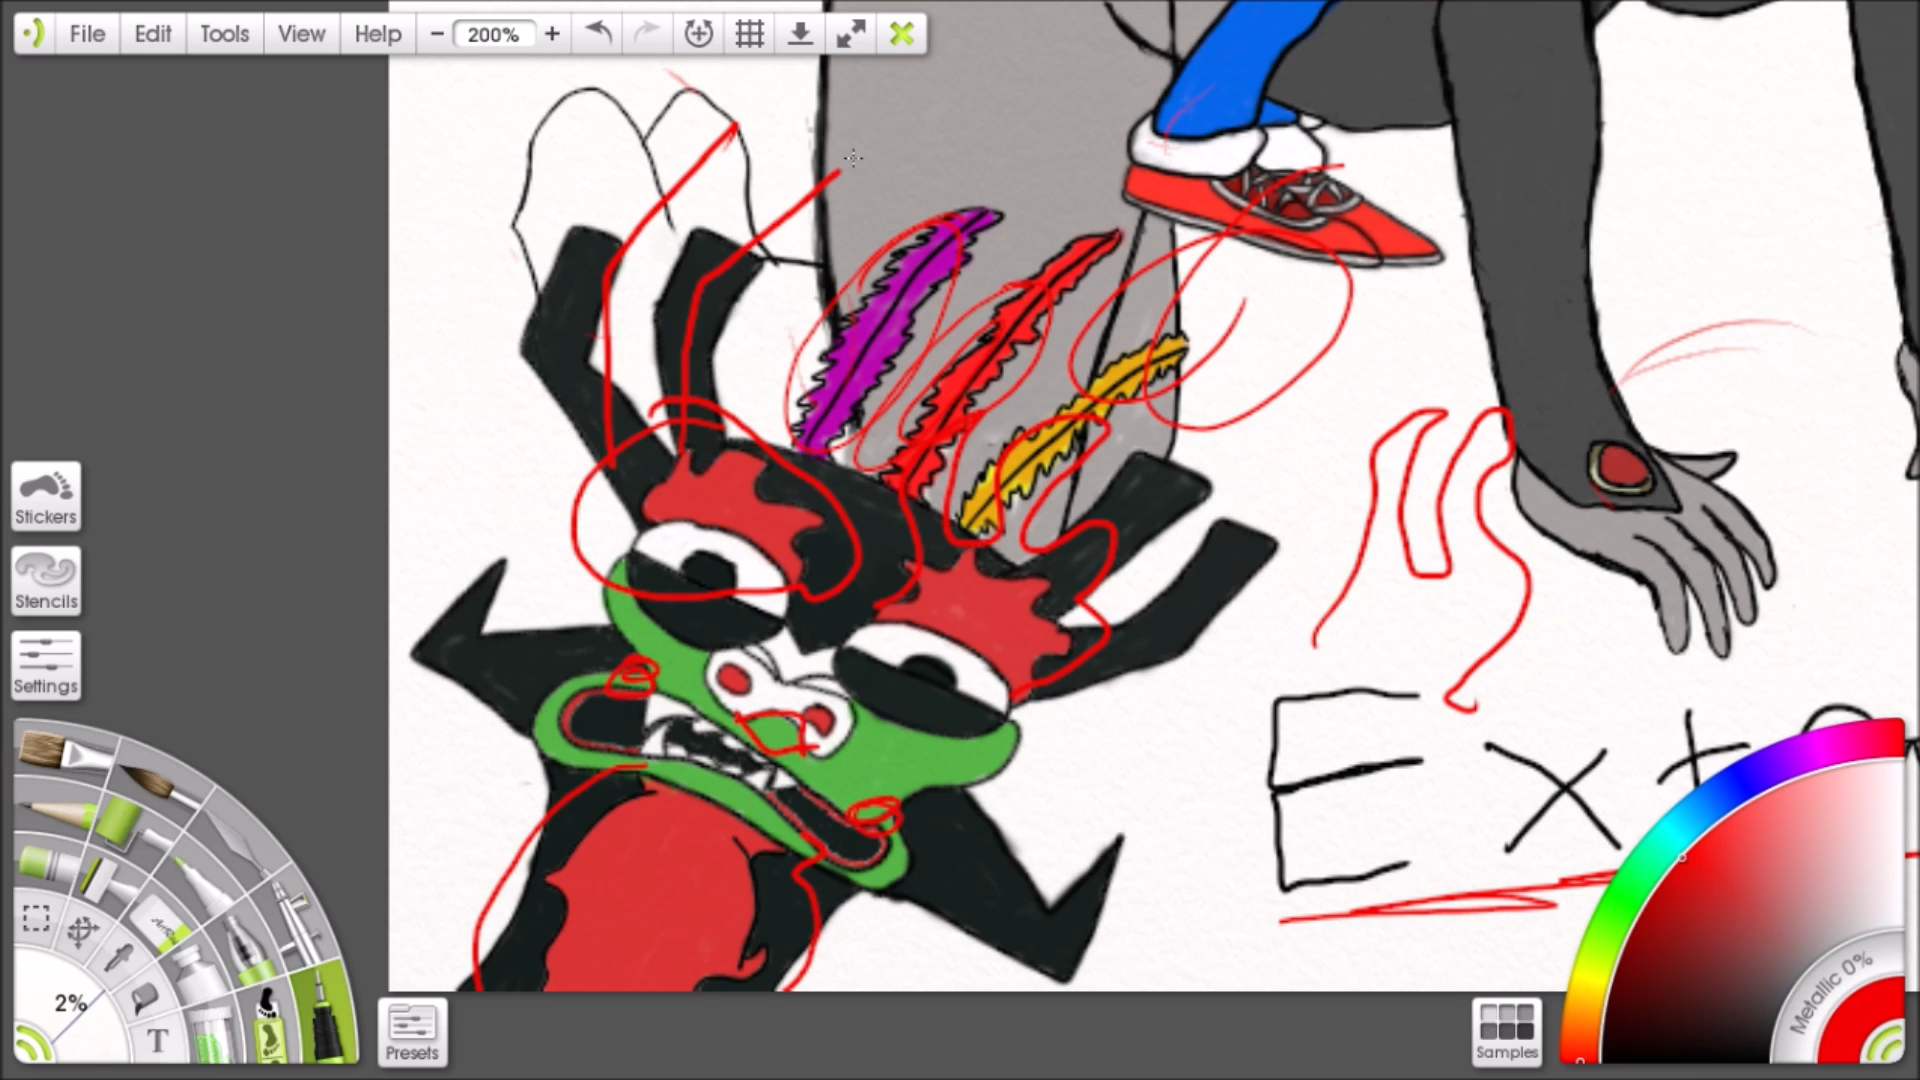 File Edit Tools View Help − 200% +
Stickers
Stencils
Settings
Ext
2%
T
Metallic 0%
Presets
Samples